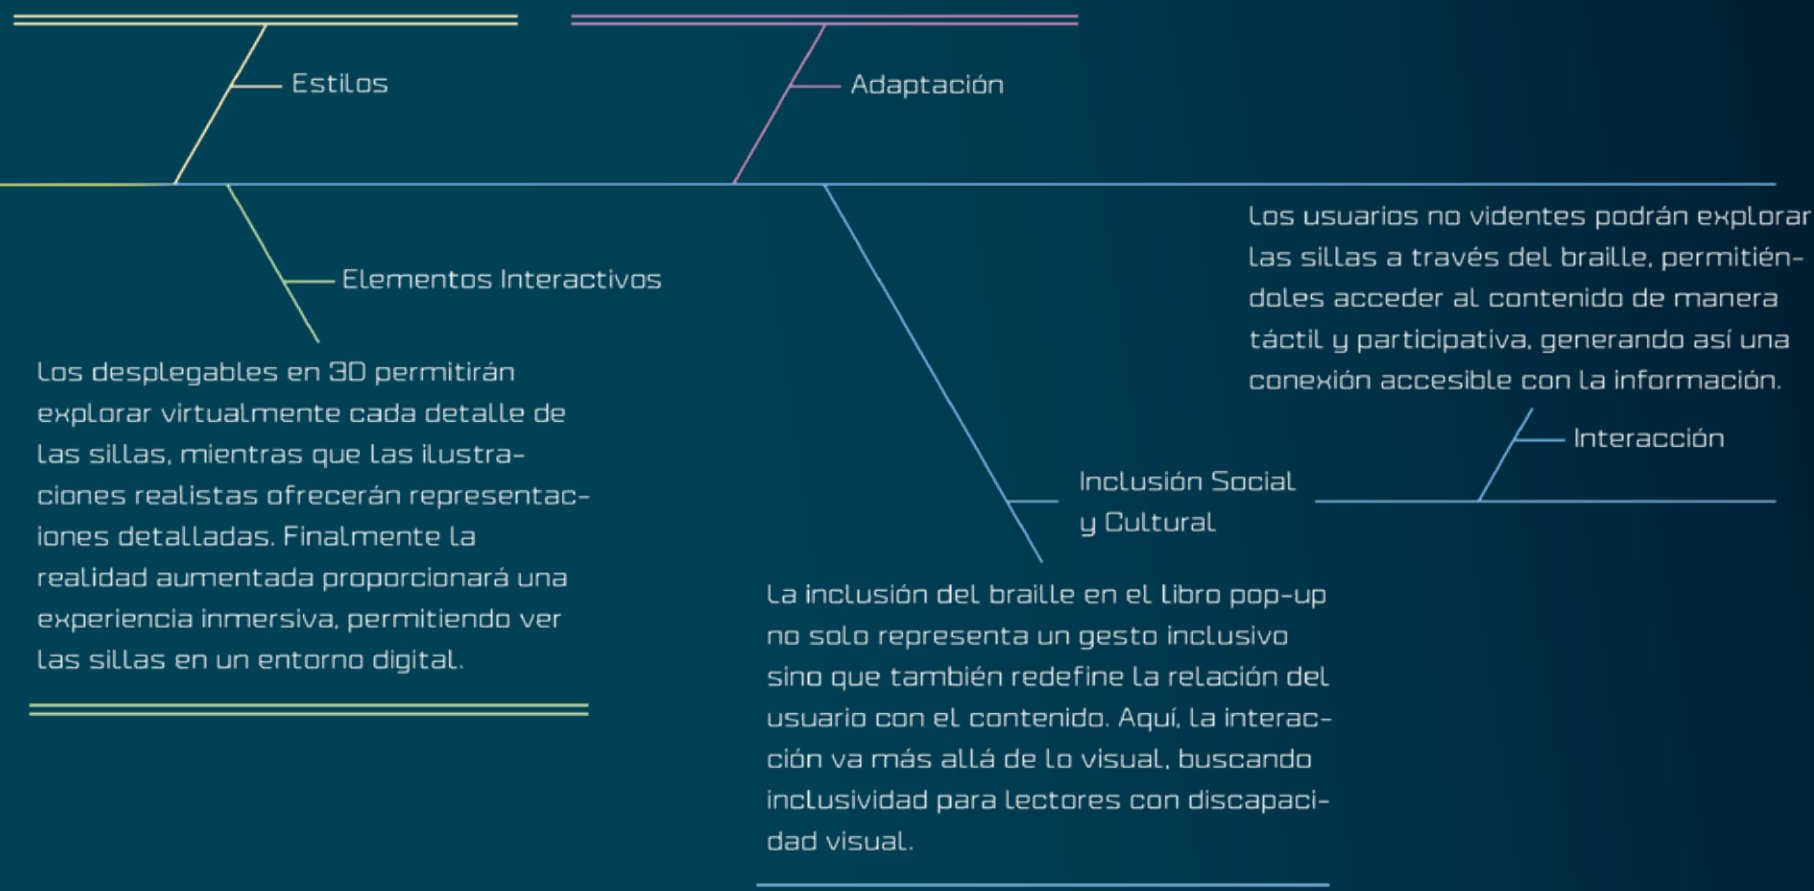 Estilos
Adaptación
Elementos Interactivos
Los desplegables en 3D permitirán
explorar virtualmente cada detalle de
las sillas, mientras que las ilustra-
ciones realistas ofrecerán representac-
iones detalladas. Finalmente la
realidad aumentada proporcionará una
experiencia inmersiva, permitiendo ver
las sillas en un entorno digital.
Inclusión Social
y Cultural
La inclusión del braille en el libro pop-up
no solo representa un gesto inclusivo
sino que también redefine la relación del
usuario con el contenido. Aquí, la interac-
ción va más allá de lo visual, buscando
inclusividad para lectores con discapaci-
dad visual.
Los usuarios no videntes podrán explorar
las sillas a través del braille, permitién-
doles acceder al contenido de manera
táctil y participativa, generando así una
conexión accesible con la información.
Interacción